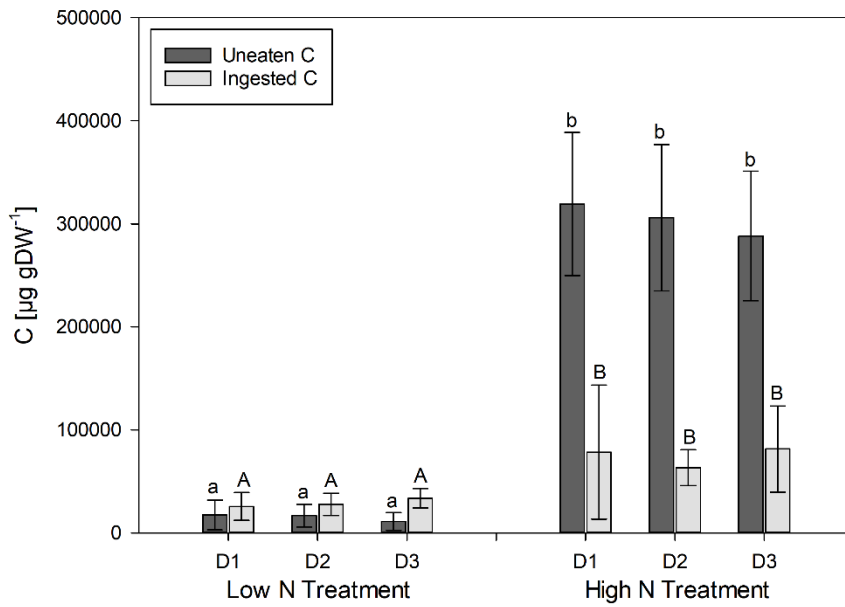 500000
400000
300000
200000
100000
0
C [µg gDW⁻¹]
Uneaten C
Ingested C
a A a A a A
b B b B b B
D1 D2 D3 D1 D2 D3
Low N Treatment High N Treatment